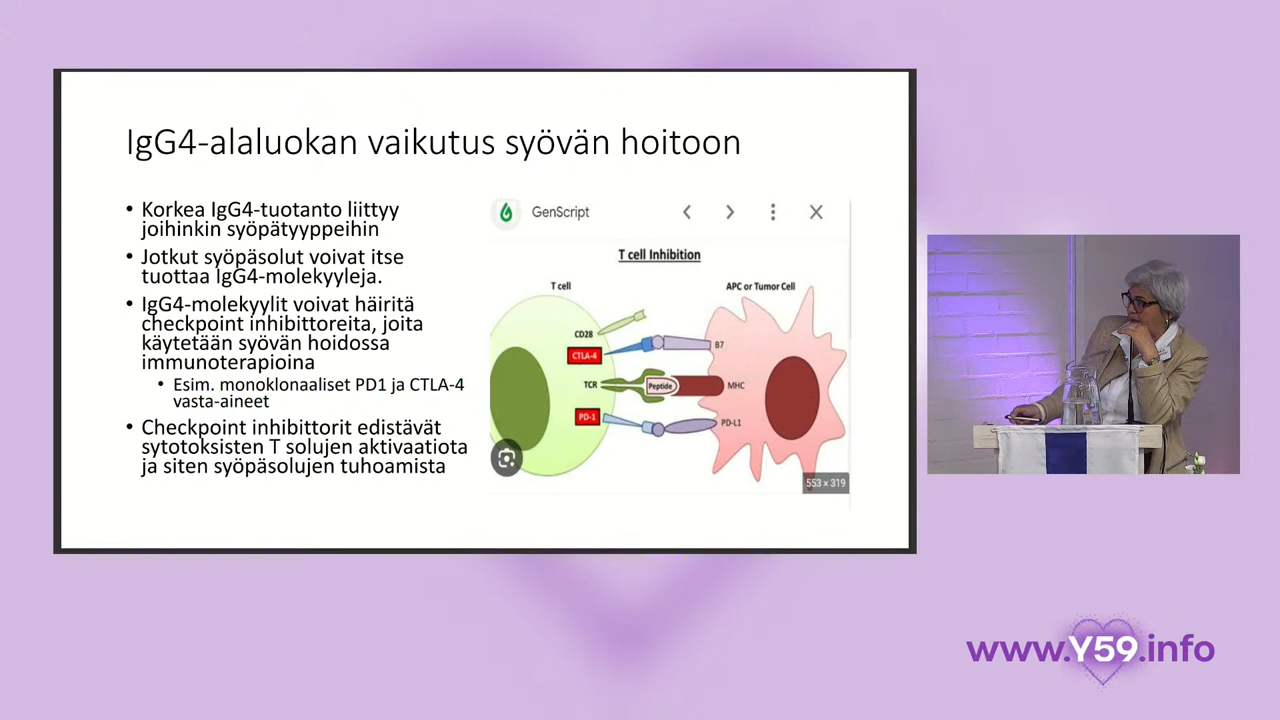 IgG4-alaluokan vaikutus syövän hoitoon
• Korkea IgG4-tuotanto liittyy
joihinkin syöpätyyppeihin
• Jotkut syöpäsolut voivat itse
tuottaa IgG4-molekyylejä.
• IgG4-molekyylit voivat häiritä
checkpoint inhibittoreita, joita
käytetään syövän hoidossa
immunoterapioina
• Esim. monoklonaaliset PD1 ja CTLA-4
vasta-aineet
• Checkpoint inhibittorit edistävät
sytotoksisten T solujen aktivaatiota
ja siten syöpäsolujen tuhoamista
GenScript
T cell Inhibition
T cell
APC or Tumor Cell
CD28
CTLA-4
B7
TCR
Peptide
MHC
PD-1
PD-L1
553 × 319
www.Y59.info